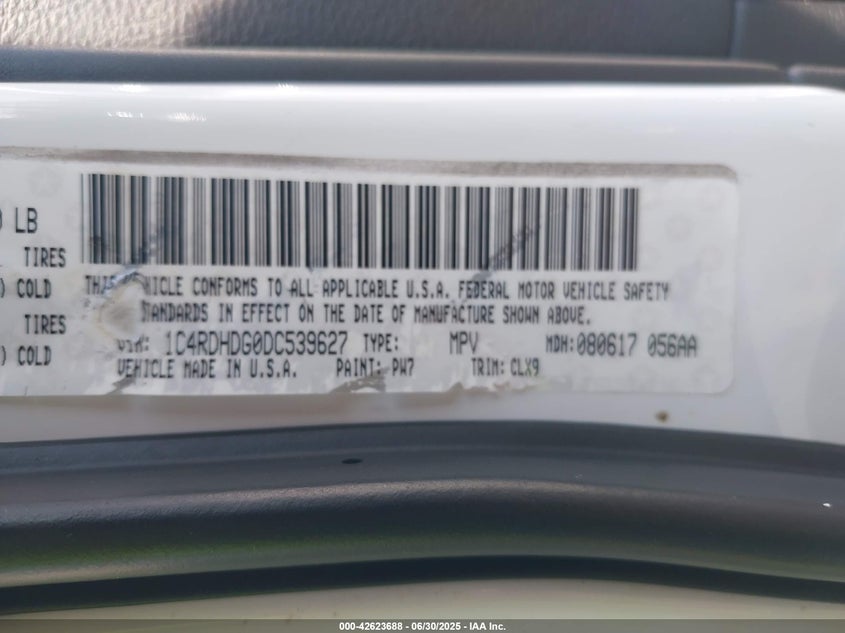 LB
TIRES
COLD
TIRES
COLD
THIS VEHICLE CONFORMS TO ALL APPLICABLE U.S.A. FEDERAL MOTOR VEHICLE SAFETY
STANDARDS IN EFFECT ON THE DATE OF MANUFACTURE SHOWN ABOVE.
VIN: 1C4RDHDG0DC539627 TYPE: MPV MDH: 080617 056AA
VEHICLE MADE IN U.S.A. PAINT: PW7 TRIM: CLX9
000-42623688 - 06/30/2025 - IAA Inc.